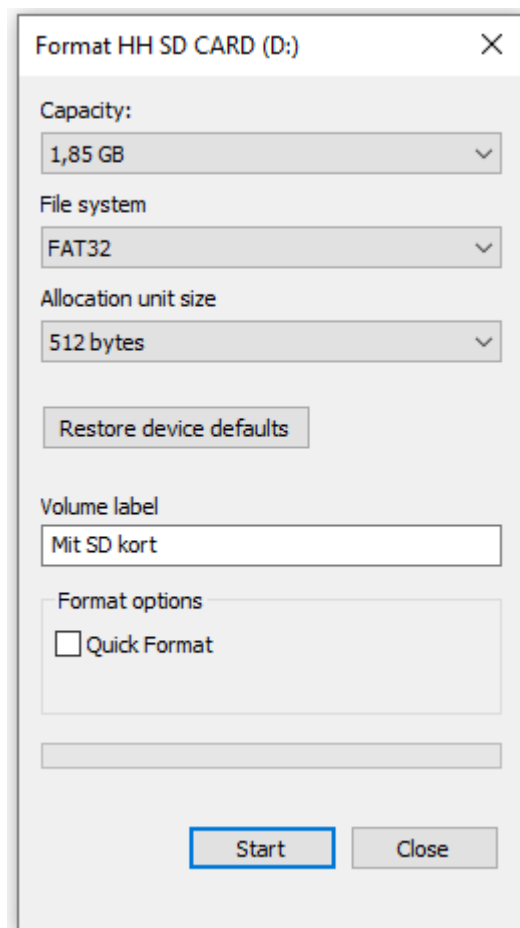 Format HH SD CARD (D:)
Capacity:
1,85 GB
File system
FAT32
Allocation unit size
512 bytes
Restore device defaults
Volume label
Mit SD kort
Format options
Quick Format
Start
Close